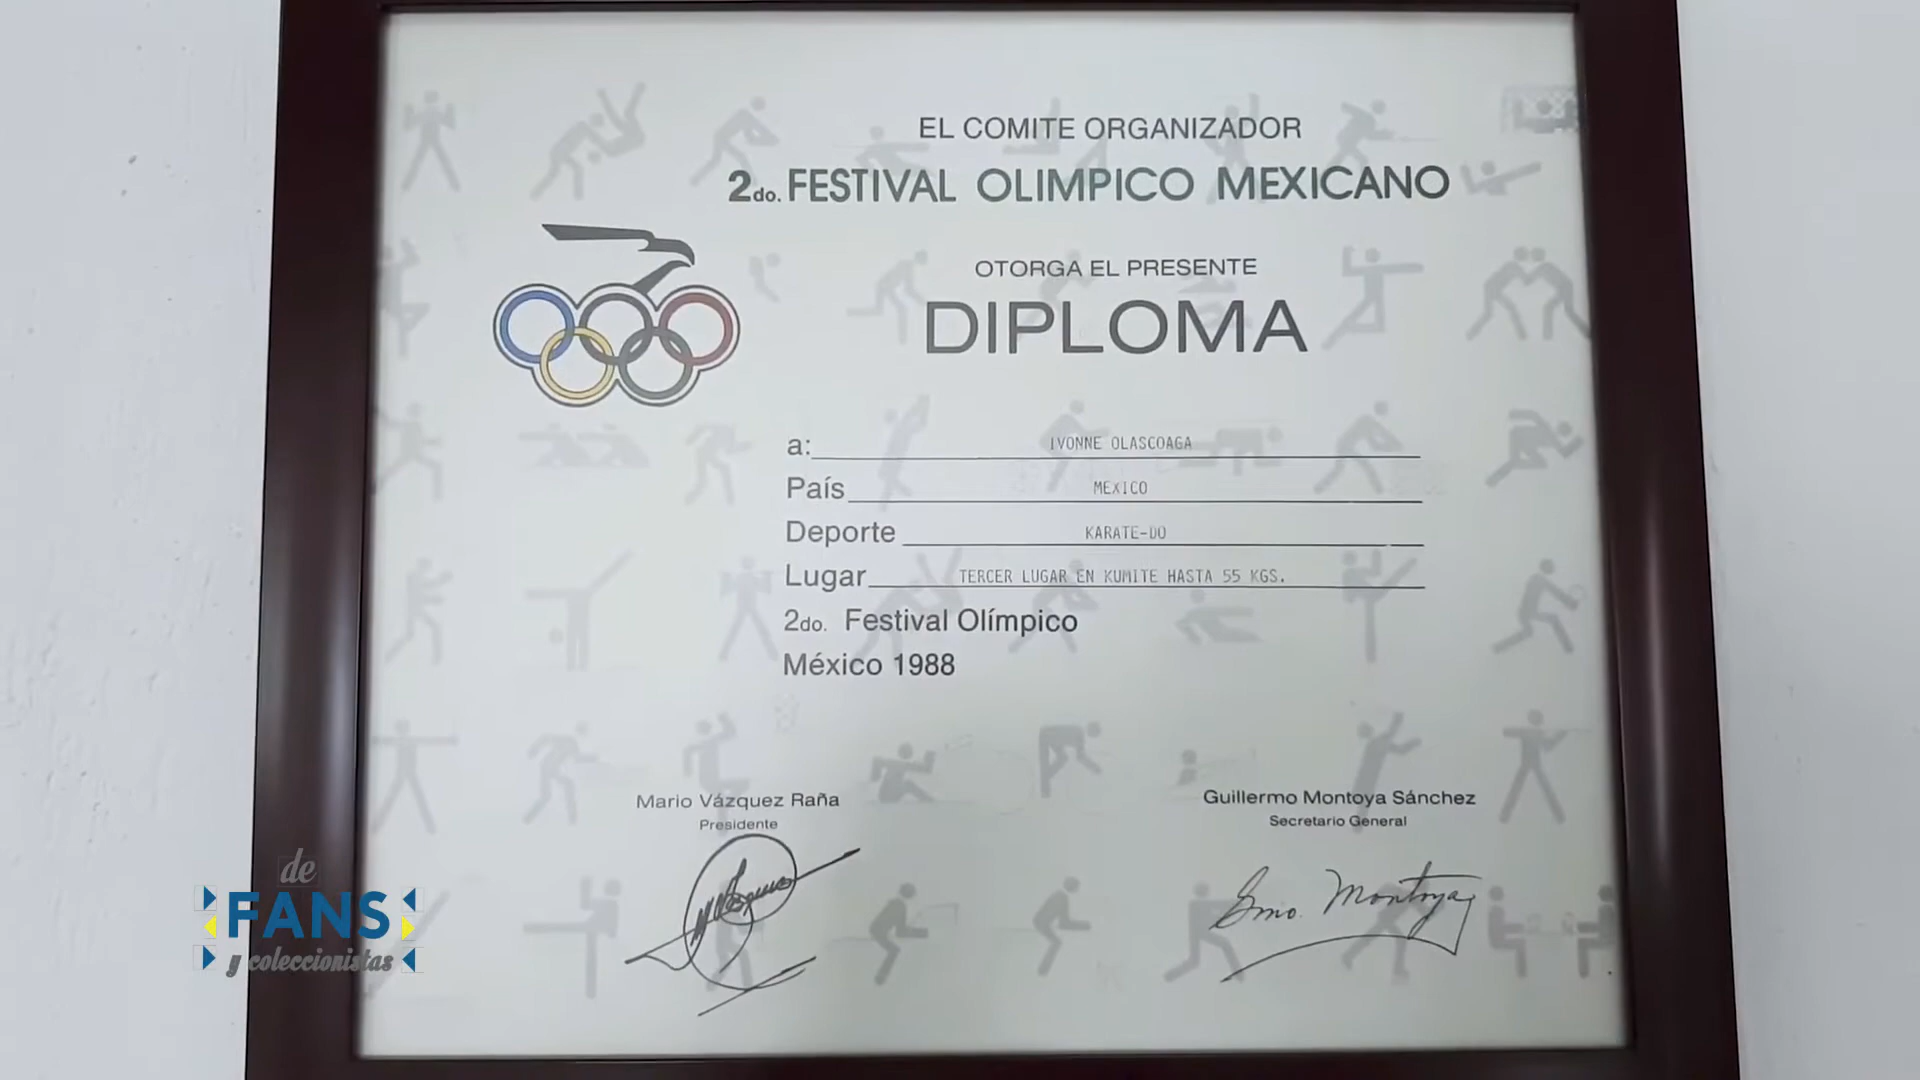 EL COMITE ORGANIZADOR
2do. FESTIVAL OLIMPICO MEXICANO
OTORGA EL PRESENTE
DIPLOMA
a: IVONNE OLASCOAGA
País MEXICO
Deporte KARATE-DO
Lugar TERCER LUGAR EN KUMITE HASTA 55 KGS.
2do. Festival Olímpico
México 1988
Mario Vázquez Raña
Presidente
Guillermo Montoya Sánchez
Secretario General
Gmo. Montoya
de
FANS
y coleccionistas